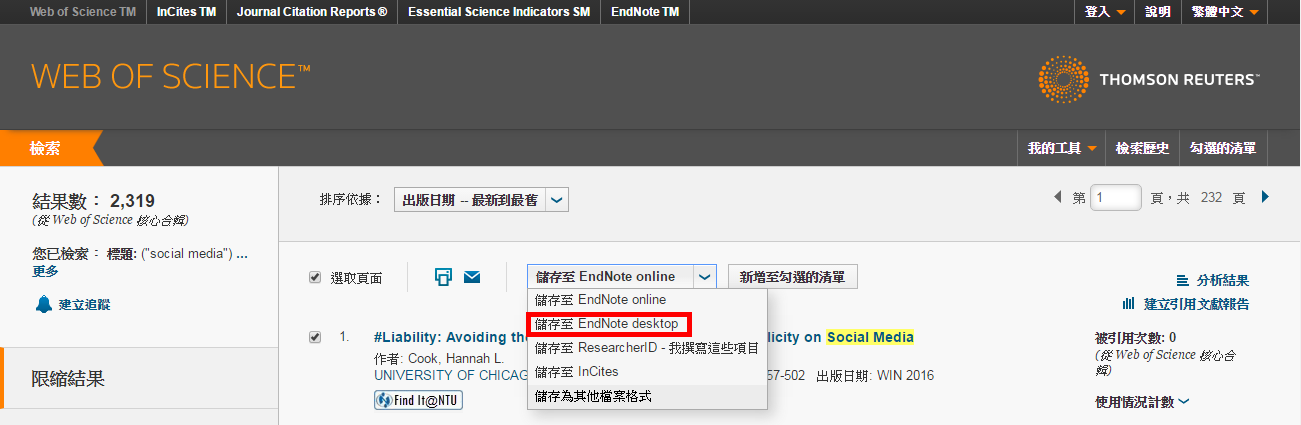 Web of Science TM InCites TM Journal Citation Reports ® Essential Science Indicators SM EndNote TM 登入 說明 繁體中文
WEB OF SCIENCE™ THOMSON REUTERS™
檢索 我的工具 檢索歷史 勾選的清單
結果數： 2,319
(從 Web of Science 核心合輯)
您已檢索： 標題: ("social media") ...
更多
建立追蹤
限縮結果
排序依據： 出版日期 -- 最新到最舊 第 1 頁，共 232 頁
選取頁面 儲存至 EndNote online 新增至勾選的清單
儲存至 EndNote online
儲存至 EndNote desktop
儲存至 ResearcherID - 我撰寫這些項目
儲存至 InCites
儲存為其他檔案格式
1. #Liability: Avoiding the licity on Social Media
作者: Cook, Hannah L.
UNIVERSITY OF CHICAG 57-502 出版日期: WIN 2016
Find It@NTU
分析結果
建立引用文獻報告
被引用次數: 0
(從 Web of Science 核心合
輯)
使用情況計數